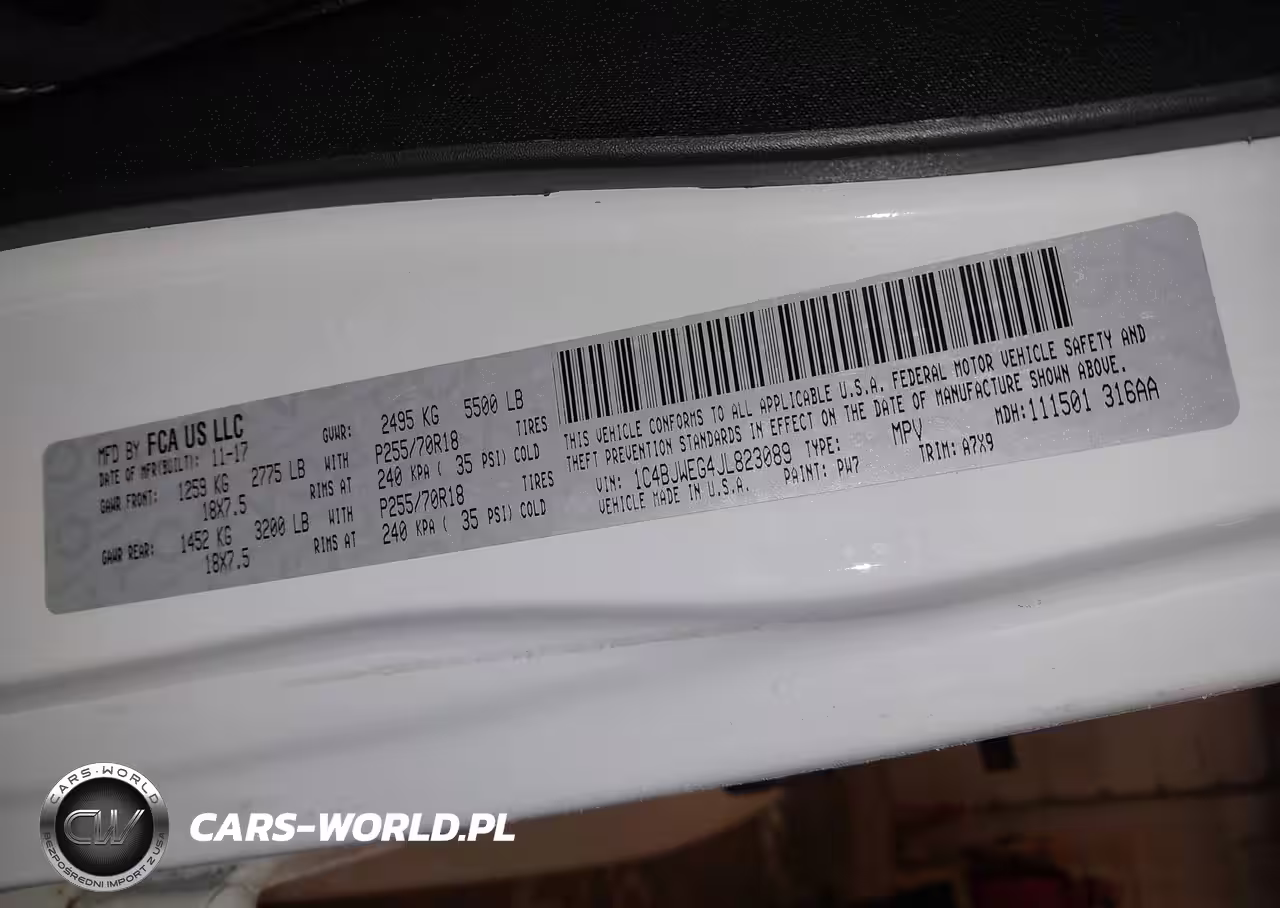 MFD BY FCA US LLC
DATE OF MFR(BUILT): 11-17
GVWR: 2495 KG 5500 LB
GAWR FRONT: 1259 KG 2775 LB WITH P255/70R18 TIRES
18X7.5 RIMS AT 240 KPA ( 35 PSI) COLD
GAWR REAR: 1452 KG 3200 LB WITH P255/70R18 TIRES
18X7.5 RIMS AT 240 KPA ( 35 PSI) COLD
THIS VEHICLE CONFORMS TO ALL APPLICABLE U.S.A. FEDERAL MOTOR VEHICLE SAFETY AND
THEFT PREVENTION STANDARDS IN EFFECT ON THE DATE OF MANUFACTURE SHOWN ABOVE.
VIN: 1C4BJWEG4JL823089 TYPE: MPV MDH:111501 316AA
VEHICLE MADE IN U.S.A. PAINT: PW7 TRIM: A7X9
CARS-WORLD
CW
BEZPOŚREDNI IMPORT Z USA
CARS-WORLD.PL